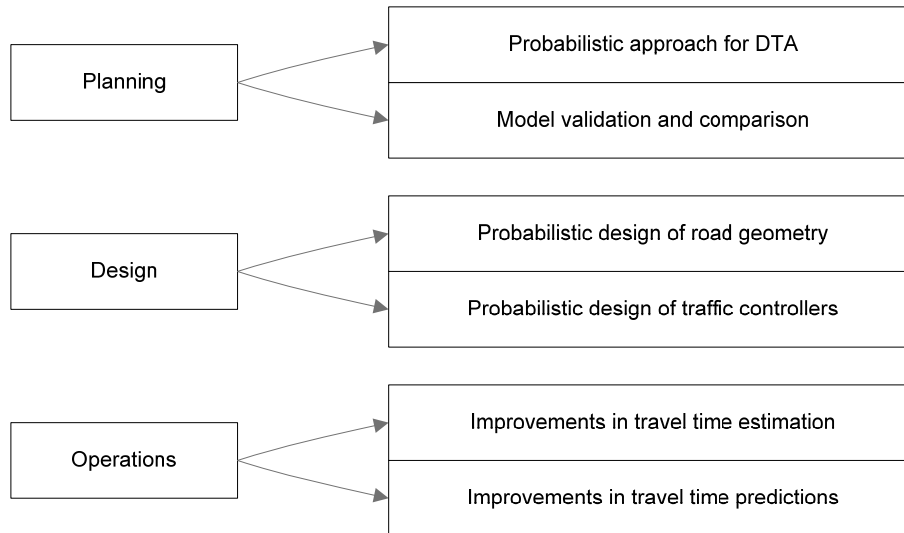 Planning
Probabilistic approach for DTA
Model validation and comparison
Design
Probabilistic design of road geometry
Probabilistic design of traffic controllers
Operations
Improvements in travel time estimation
Improvements in travel time predictions